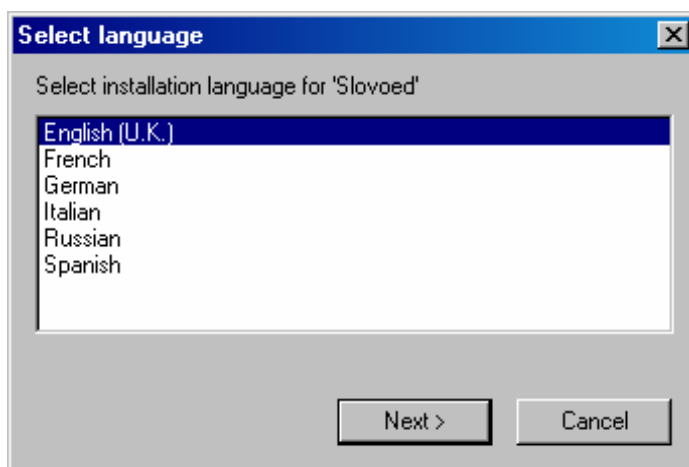 Select language
Select installation language for 'Slovoed'
English (U.K.)
French
German
Italian
Russian
Spanish
Next >
Cancel